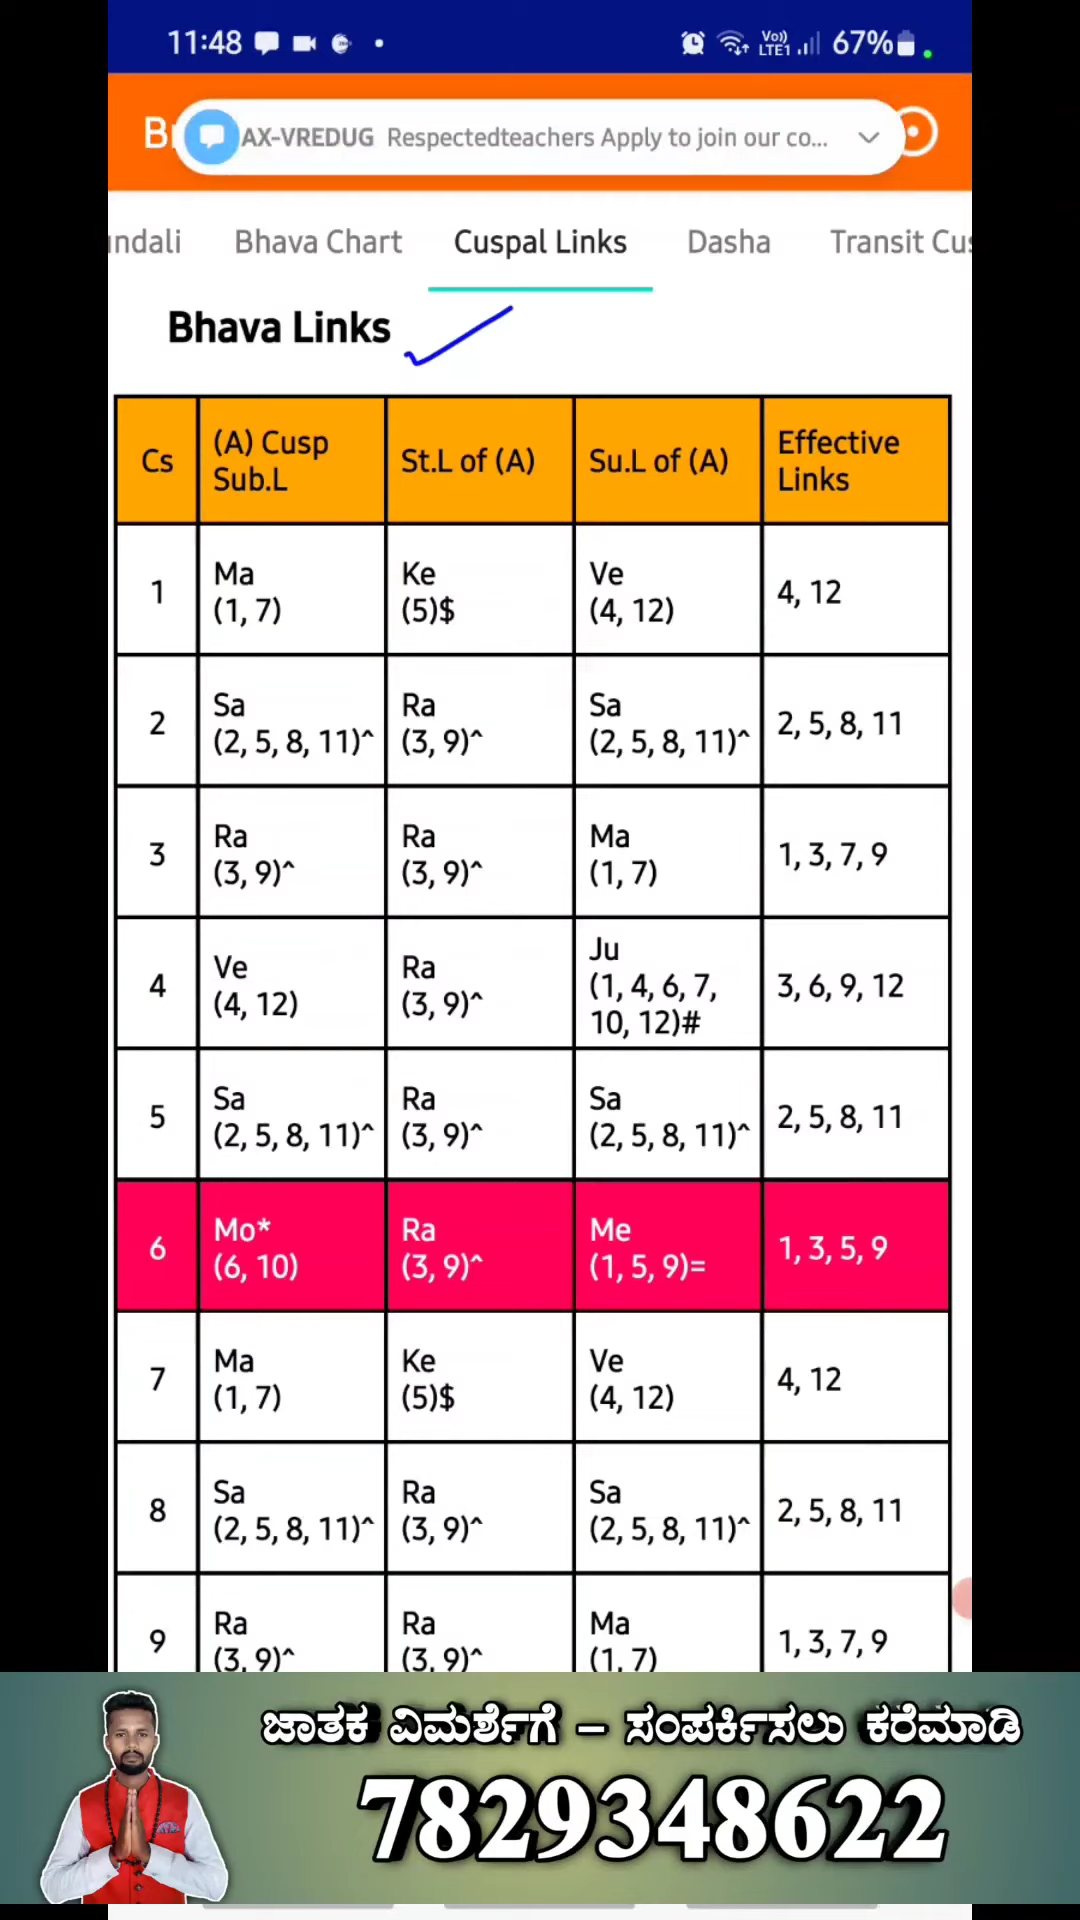 11:48
Vo)) LTE1 67%
AX-VREDUG Respectedteachers Apply to join our co...
Bhava Chart Cuspal Links Dasha Transit
Bhava Links
Cs (A) Cusp Sub.L St.L of (A) Su.L of (A) Effective Links
1 Ma (1, 7) Ke (5)$ Ve (4, 12) 4, 12
2 Sa (2, 5, 8, 11)^ Ra (3, 9)^ Sa (2, 5, 8, 11)^ 2, 5, 8, 11
3 Ra (3, 9)^ Ra (3, 9)^ Ma (1, 7) 1, 3, 7, 9
4 Ve (4, 12) Ra (3, 9)^ Ju (1, 4, 6, 7, 10, 12)# 3, 6, 9, 12
5 Sa (2, 5, 8, 11)^ Ra (3, 9)^ Sa (2, 5, 8, 11)^ 2, 5, 8, 11
6 Mo* (6, 10) Ra (3, 9)^ Me (1, 5, 9)= 1, 3, 5, 9
7 Ma (1, 7) Ke (5)$ Ve (4, 12) 4, 12
8 Sa (2, 5, 8, 11)^ Ra (3, 9)^ Sa (2, 5, 8, 11)^ 2, 5, 8, 11
9 Ra (3, 9)^ Ra (3, 9)^ Ma (1, 7) 1, 3, 7, 9
ಜಾತಕ ವಿಮರ್ಶೆಗೆ – ಸಂಪರ್ಕಿಸಲು ಕರೆಮಾಡಿ
7829348622